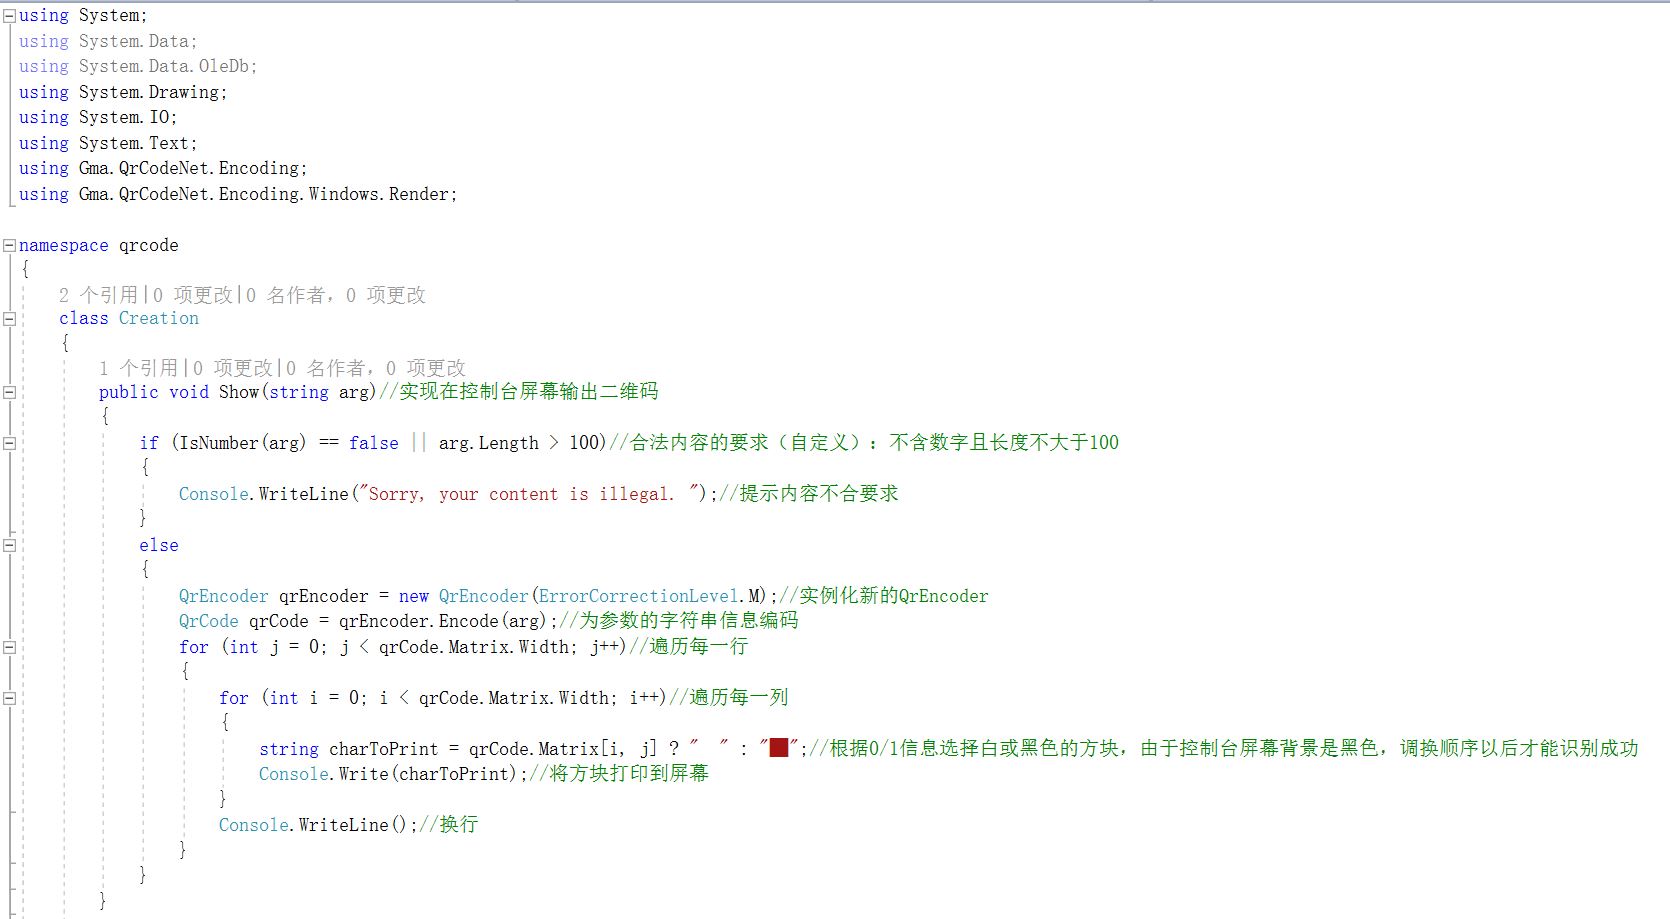 using System;
using System.Data;
using System.Data.OleDb;
using System.Drawing;
using System.IO;
using System.Text;
using Gma.QrCodeNet.Encoding;
using Gma.QrCodeNet.Encoding.Windows.Render;
namespace qrcode
{
2 个引用|0 项更改|0 名作者，0 项更改
class Creation
{
1 个引用|0 项更改|0 名作者，0 项更改
public void Show(string arg)//实现在控制台屏幕输出二维码
{
if (IsNumber(arg) == false || arg.Length > 100)//合法内容的要求（自定义）：不含数字且长度不大于100
{
Console.WriteLine("Sorry, your content is illegal. ");//提示内容不合要求
}
else
{
QrEncoder qrEncoder = new QrEncoder(ErrorCorrectionLevel.M);//实例化新的QrEncoder
QrCode qrCode = qrEncoder.Encode(arg);//为参数的字符串信息编码
for (int j = 0; j < qrCode.Matrix.Width; j++)//遍历每一行
{
for (int i = 0; i < qrCode.Matrix.Width; i++)//遍历每一列
{
string charToPrint = qrCode.Matrix[i, j] ? "  " : "█";//根据0/1信息选择白或黑色的方块，由于控制台屏幕背景是黑色，调换顺序以后才能识别成功
Console.Write(charToPrint);//将方块打印到屏幕
}
Console.WriteLine();//换行
}
}
}